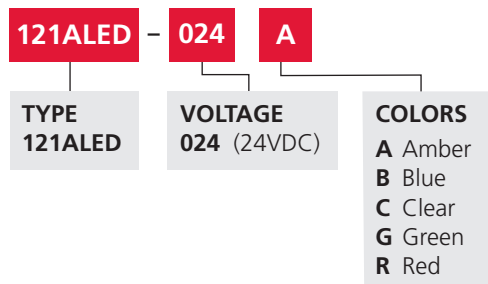 121ALED – 024 A
TYPE
121ALED
VOLTAGE
024 (24VDC)
COLORS
A Amber
B Blue
C Clear
G Green
R Red